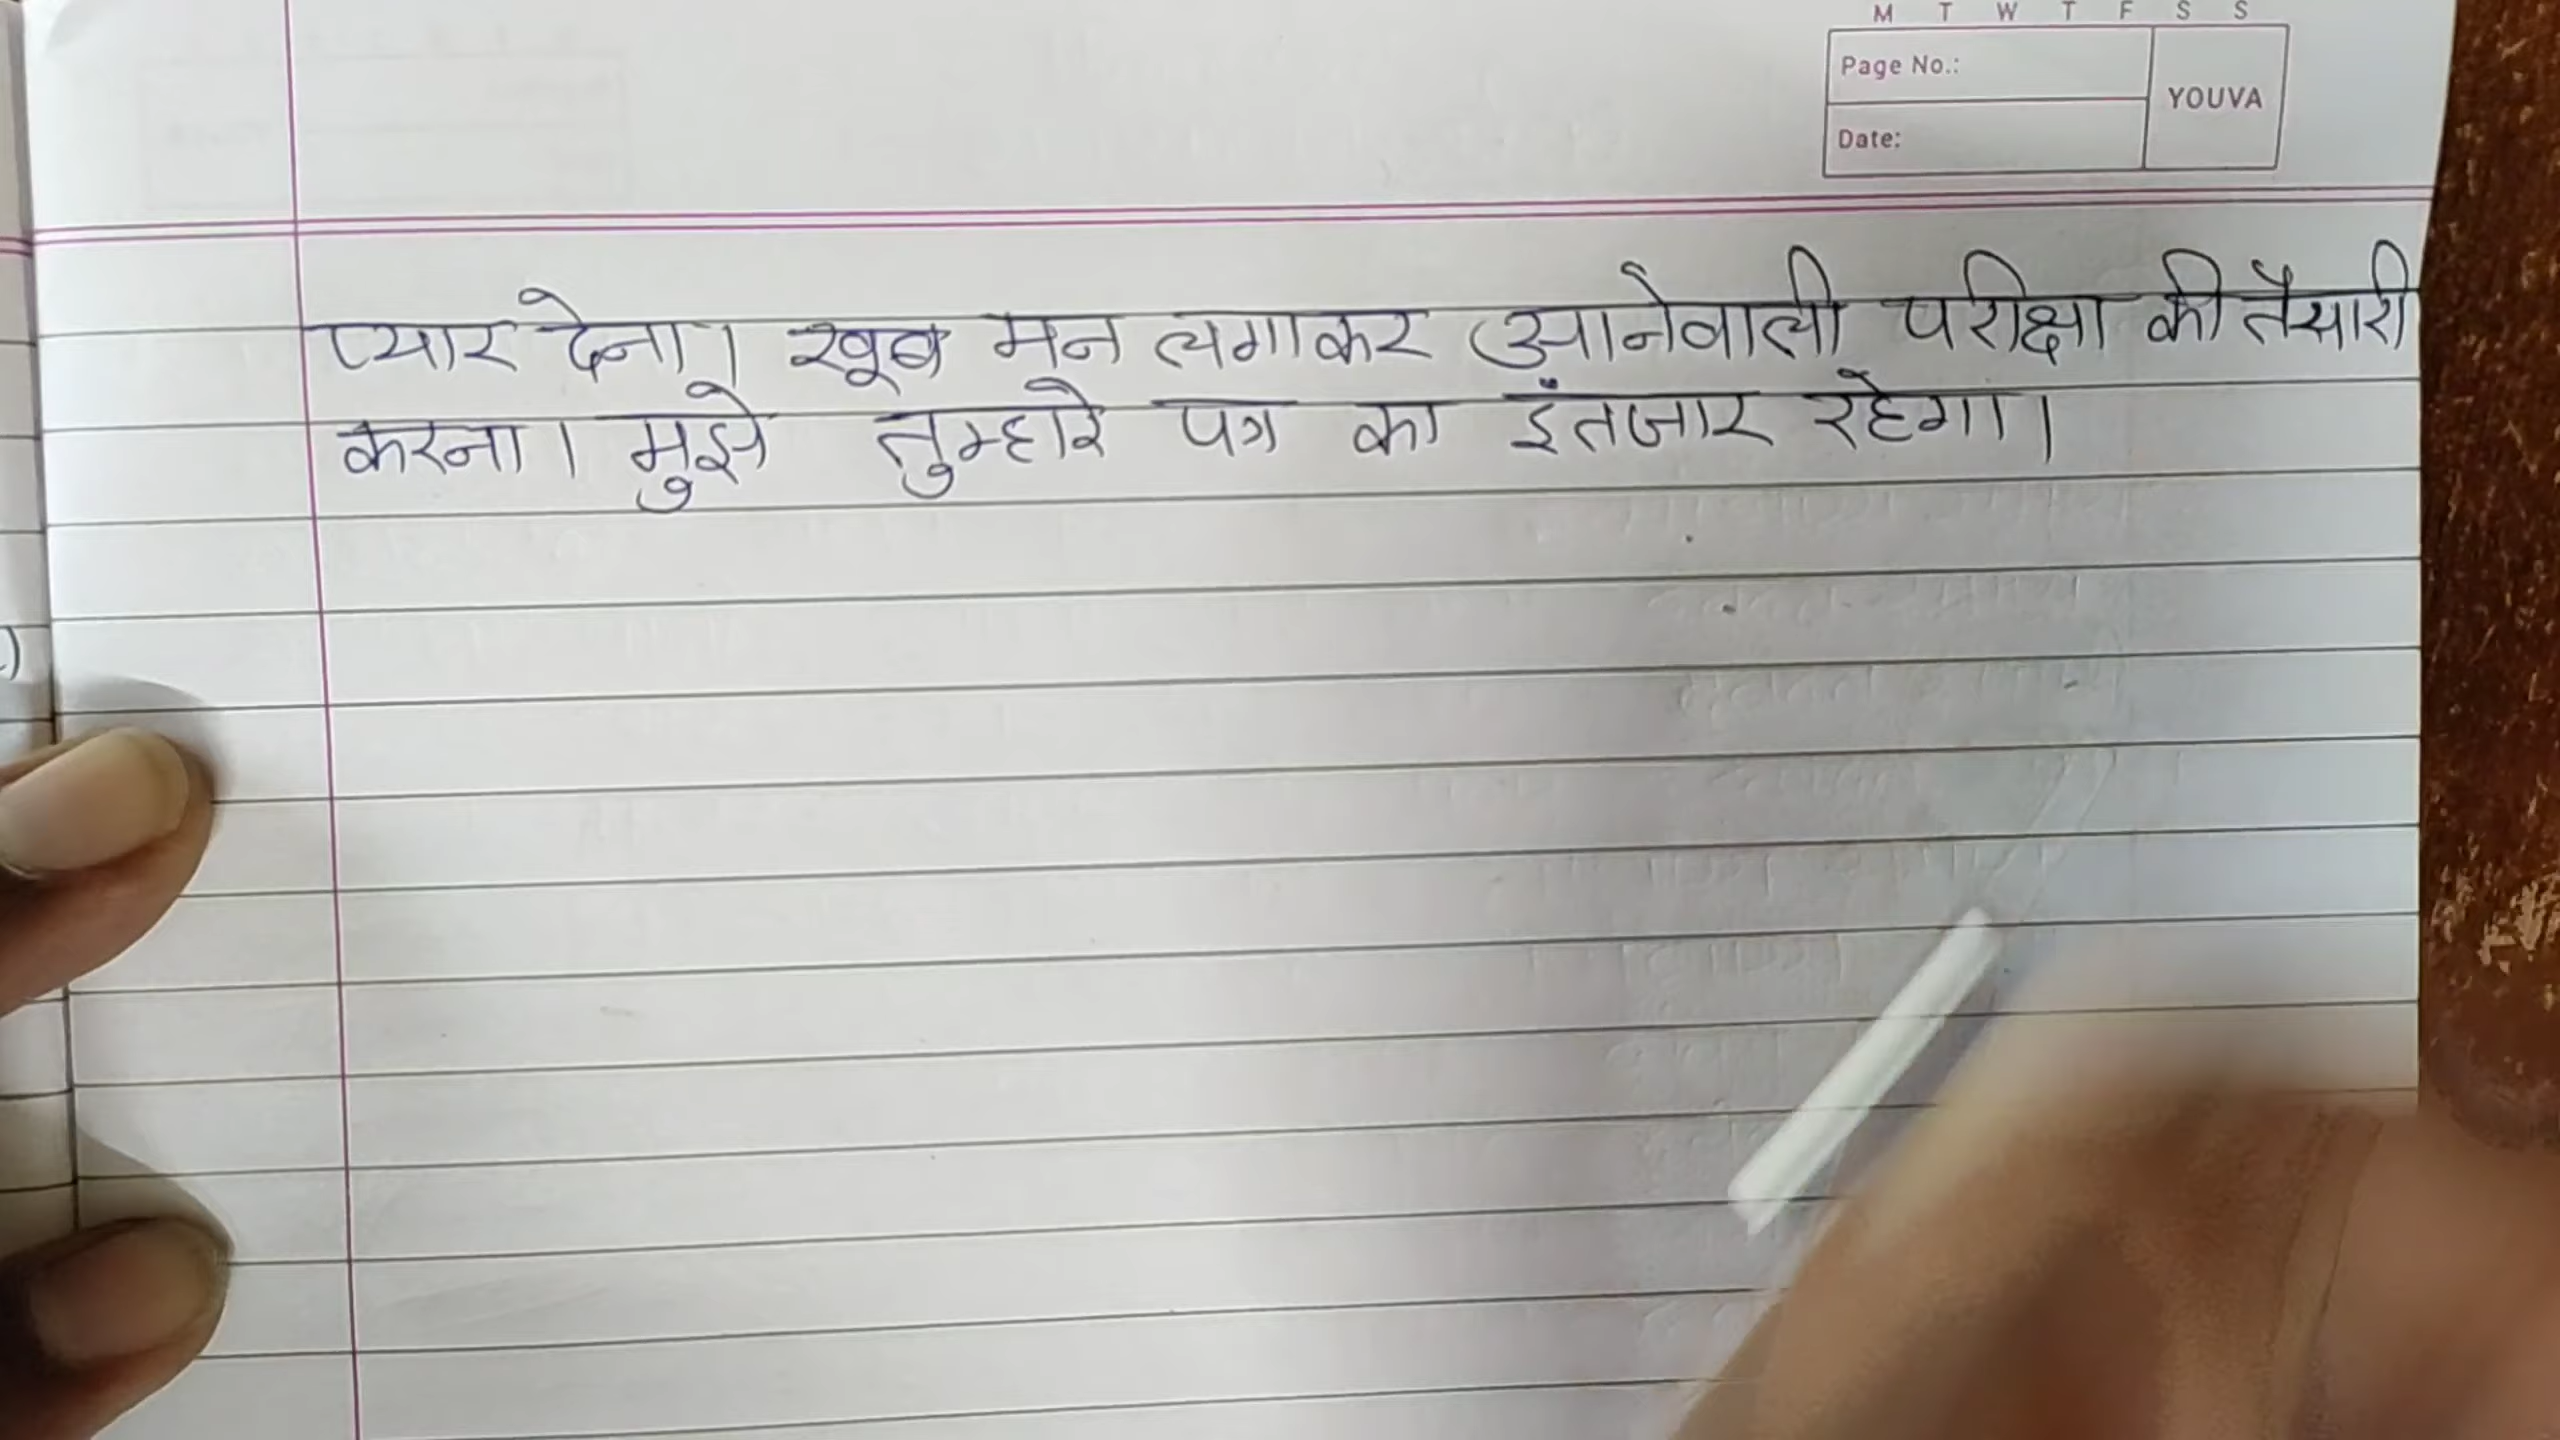 M T W T F S S
Page No.:
YOUVA
Date:
प्यार देना। खूब मन लगाकर आनेवाली परीक्षा की तैयारी
करना। मुझे तुम्हारे पत्र का इंतजार रहेगा।